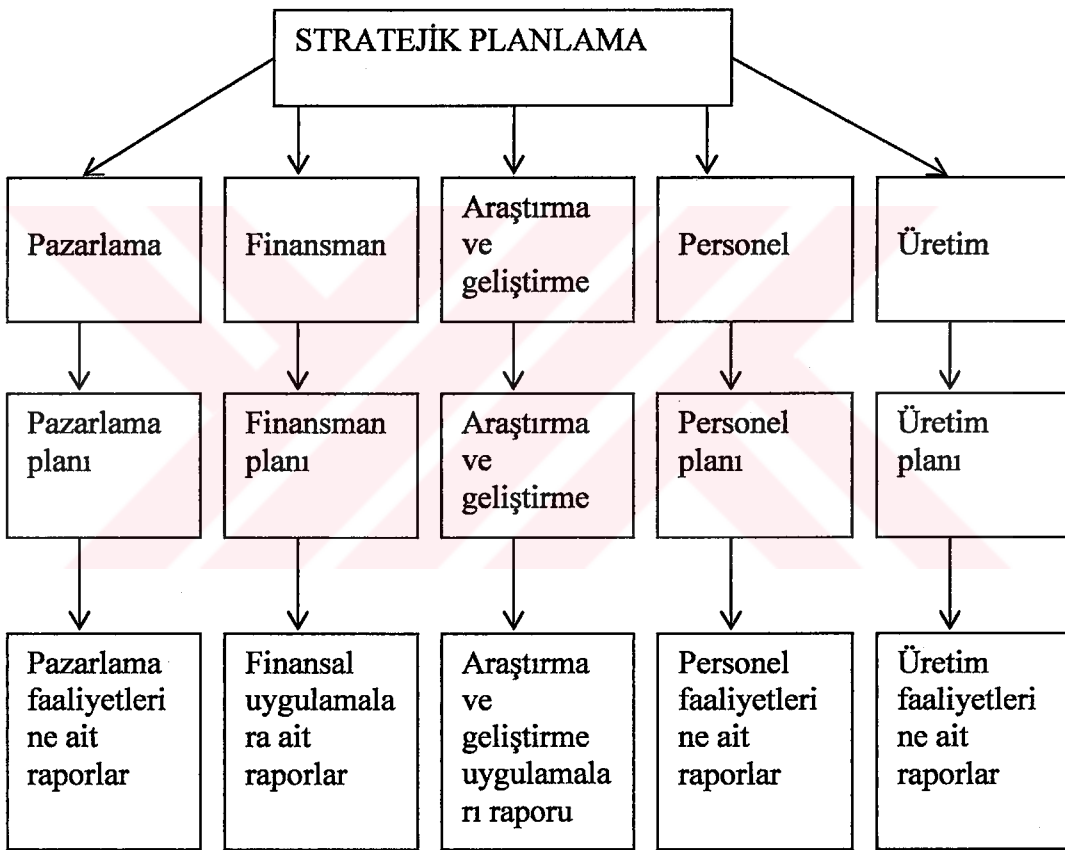 STRATEJİK PLANLAMA
Pazarlama
Finansman
Araştırma
ve
geliştirme
Personel
Üretim
Pazarlama
planı
Finansman
planı
Araştırma
ve
geliştirme
Personel
planı
Üretim
planı
Pazarlama
faaliyetleri
ne ait
raporlar
Finansal
uygulamala
ra ait
raporlar
Araştırma
ve
geliştirme
uygulamala
rı raporu
Personel
faaliyetleri
ne ait
raporlar
Üretim
faaliyetleri
ne ait
raporlar